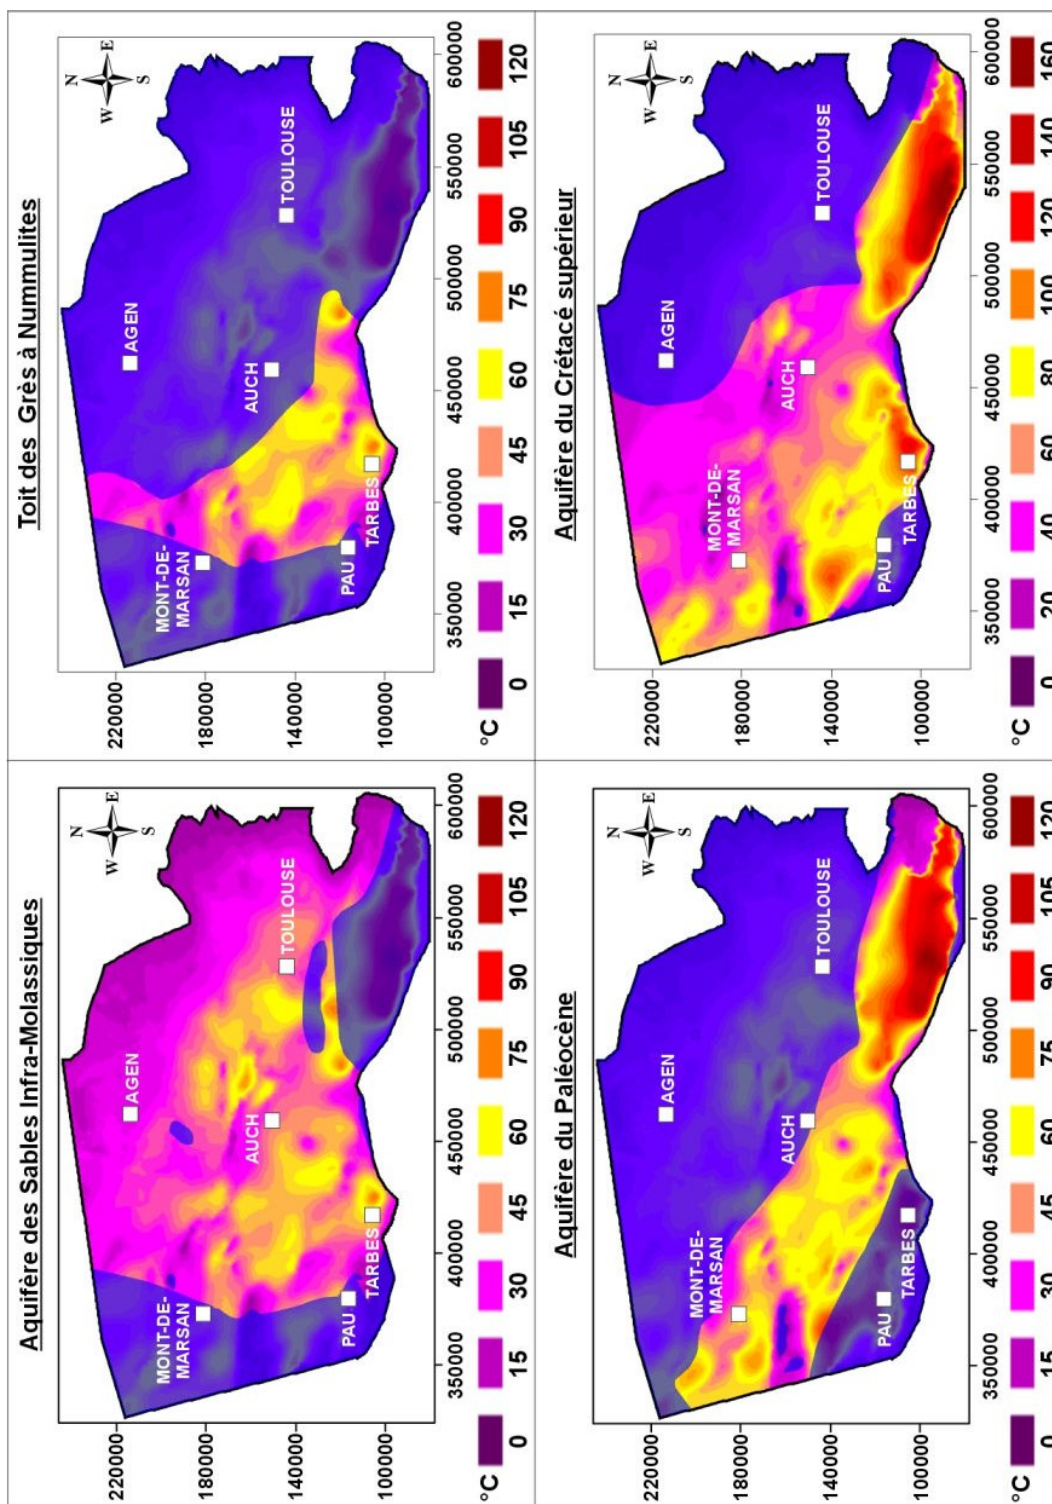 Aquifère des Sables Infra-Molassiques
N
W E
S
220000
AGEN
MONT-DE-
MARSAN
180000
AUCH
TOULOUSE
140000
PAU
TARBES
100000
350000 400000 450000 500000 550000 600000
°C 0 15 30 45 60 75 90 105 120
Toit des Grès à Nummulites
N
W E
S
220000
AGEN
MONT-DE-
MARSAN
180000
AUCH
TOULOUSE
140000
PAU
TARBES
100000
350000 400000 450000 500000 550000 600000
°C 0 15 30 45 60 75 90 105 120
Aquifère du Paléocène
N
W E
S
220000
AGEN
MONT-DE-
MARSAN
180000
AUCH
TOULOUSE
140000
PAU
TARBES
100000
350000 400000 450000 500000 550000 600000
°C 0 15 30 45 60 75 90 105 120
Aquifère du Crétacé supérieur
N
W E
S
220000
AGEN
MONT-DE-
MARSAN
180000
AUCH
TOULOUSE
140000
PAU
TARBES
100000
350000 400000 450000 500000 550000 600000
°C 0 20 40 60 80 100 120 140 160